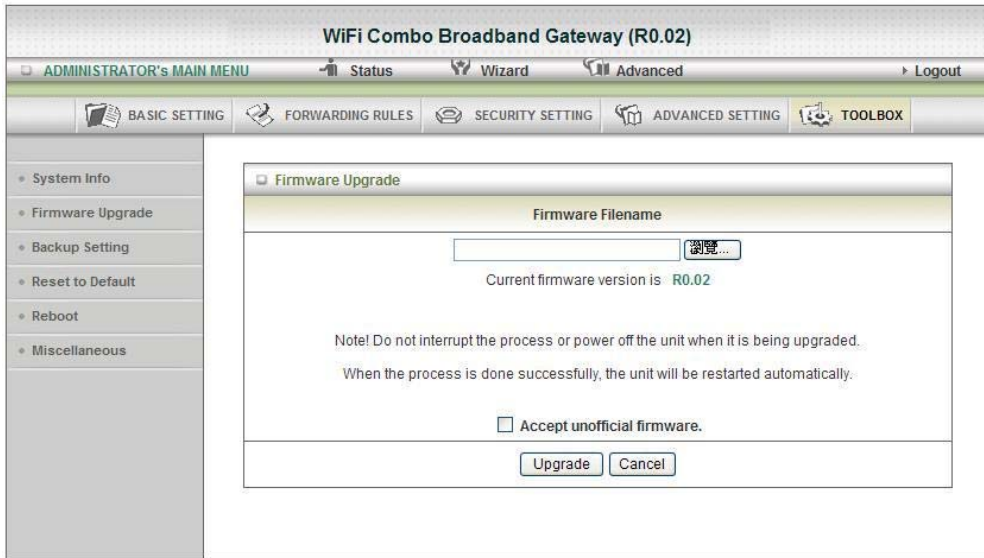 WiFi Combo Broadband Gateway (R0.02)
ADMINISTRATOR's MAIN MENU Status Wizard Advanced Logout
BASIC SETTING FORWARDING RULES SECURITY SETTING ADVANCED SETTING TOOLBOX
System Info
Firmware Upgrade
Backup Setting
Reset to Default
Reboot
Miscellaneous
Firmware Upgrade
Firmware Filename
瀏覽...
Current firmware version is R0.02
Note! Do not interrupt the process or power off the unit when it is being upgraded.
When the process is done successfully, the unit will be restarted automatically.
Accept unofficial firmware.
Upgrade Cancel